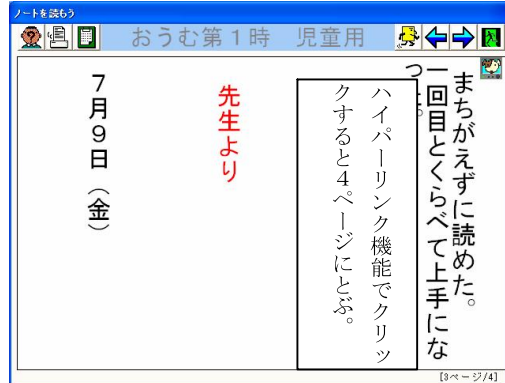 ノートを読もう
おうむ第1時 児童用
まちがえずに読めた。
一回目とくらべて上手にな
った。
ハイパーリンク機能でクリッ
クすると4ページにとぶ。
先生より
7月9日(金)
[3ページ/4]